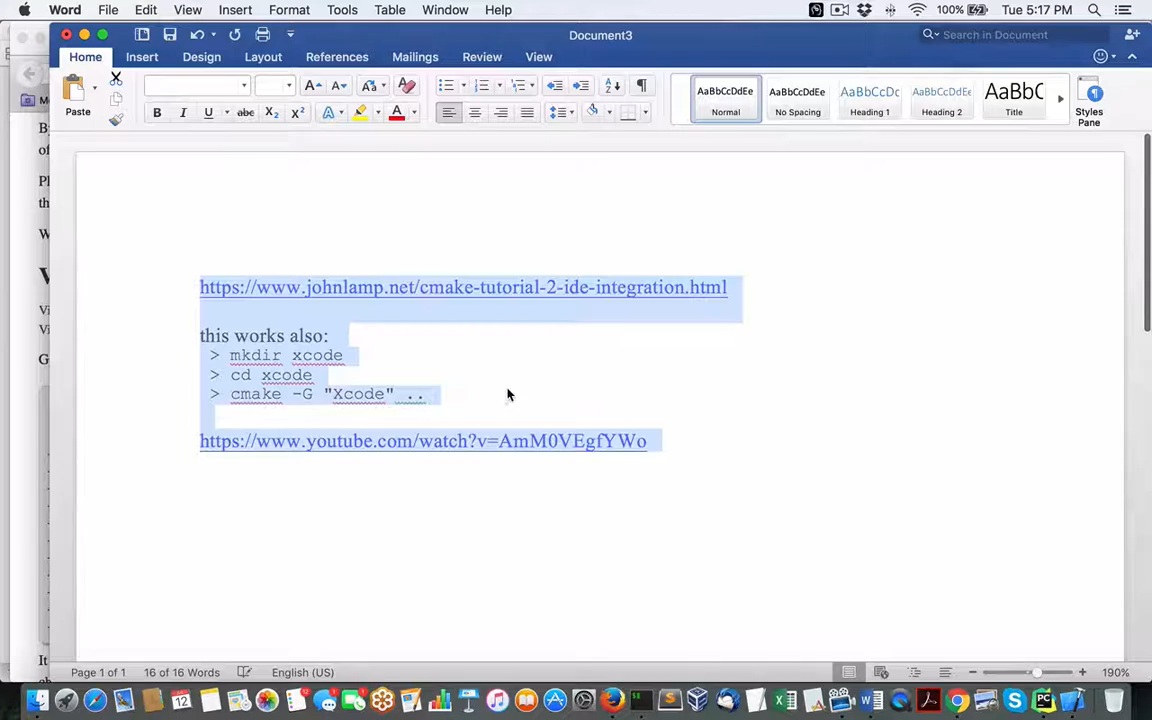 Word File Edit View Insert Format Tools Table Window Help 100% Tue 5:17 PM
Document3
Search in Document
Home Insert Design Layout References Mailings Review View
Paste
AaBbCcDdEe AaBbCcDdEe AaBbCcDc AaBbCcDdEe AaBbC
Normal No Spacing Heading 1 Heading 2 Title
Styles
Pane
https://www.johnlamp.net/cmake-tutorial-2-ide-integration.html
this works also:
> mkdir xcode
> cd xcode
> cmake -G "Xcode" ..
https://www.youtube.com/watch?v=AmM0VEgfYWo
Page 1 of 1 16 of 16 Words English (US) 190%